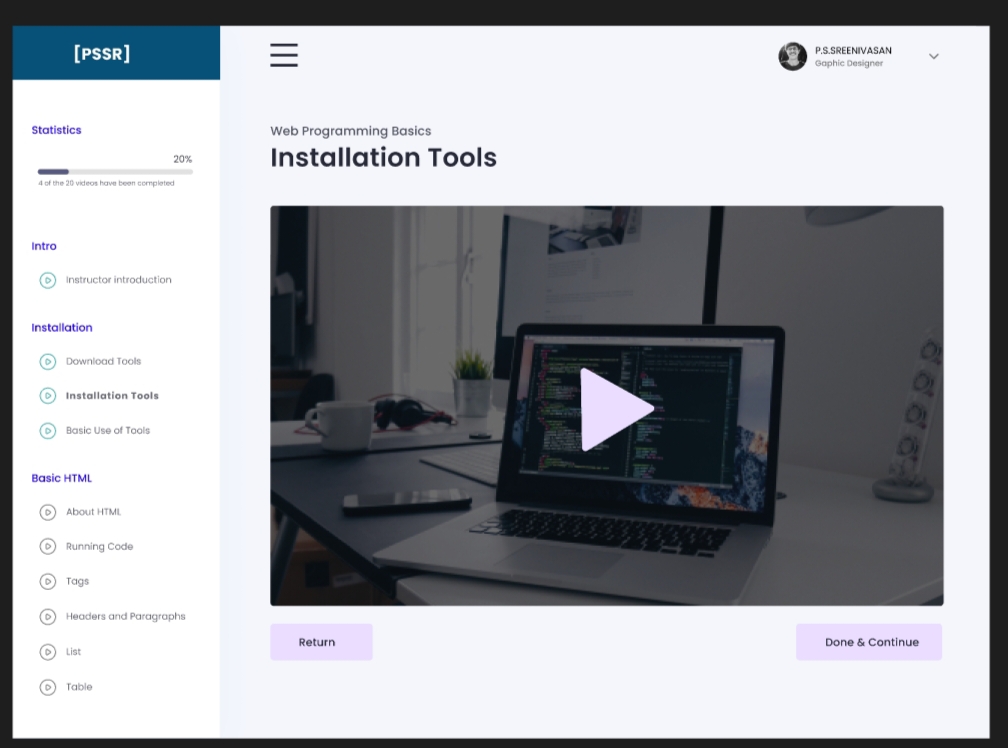 [PSSR]
P.S.SREENIVASAN
Gaphic Designer
Statistics
20%
4 of the 20 videos have been completed
Intro
Instructor introduction
Installation
Download Tools
Installation Tools
Basic Use of Tools
Basic HTML
About HTML
Running Code
Tags
Headers and Paragraphs
List
Table
Web Programming Basics
Installation Tools
Return
Done & Continue